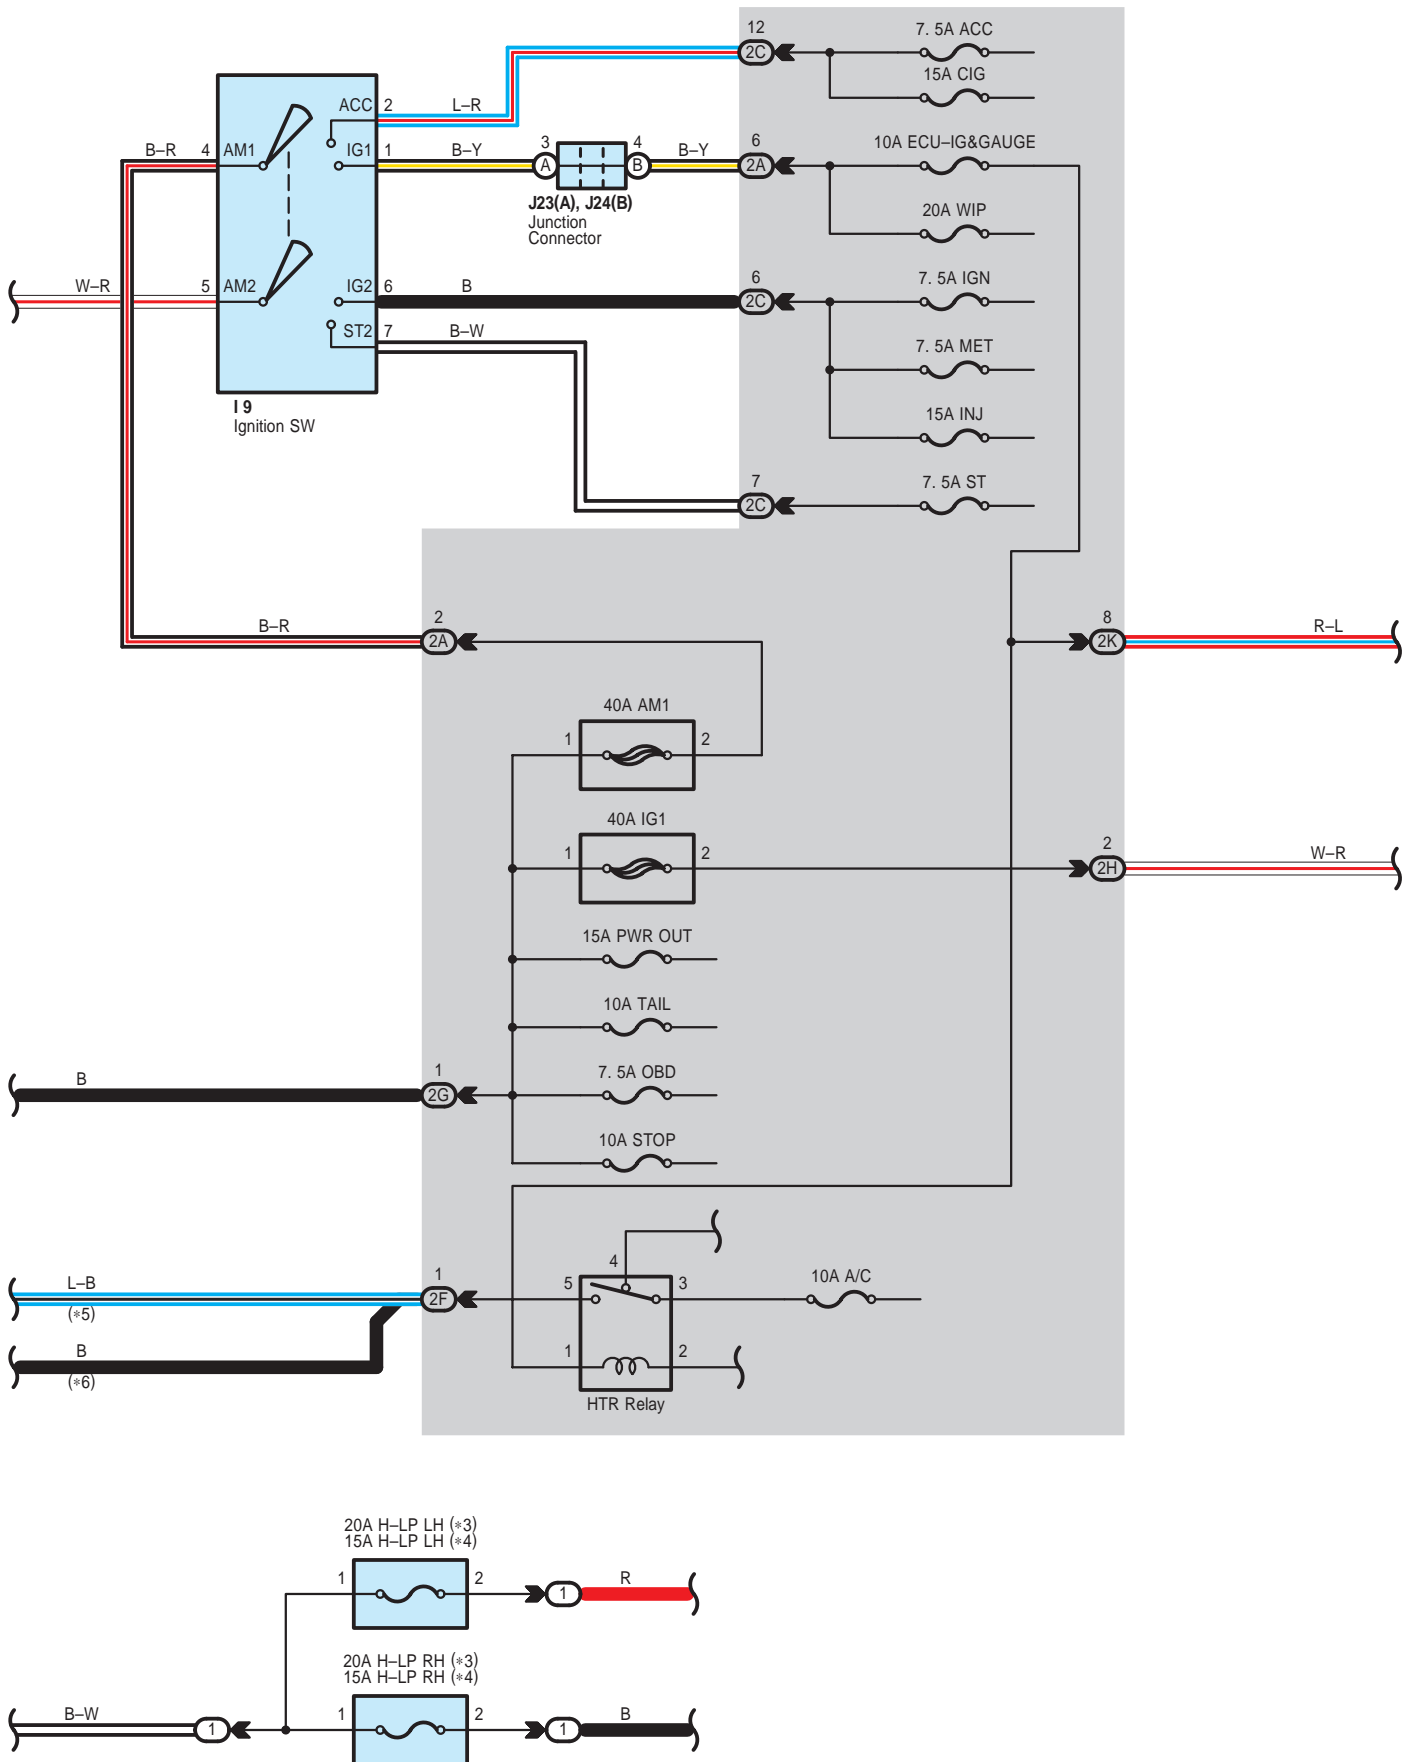 12
2C
7. 5A ACC
15A CIG
ACC 2
L–R
B–R
4 AM1
IG1 1
B–Y
3
A
4
B
B–Y
6
2A
10A ECU–IG&GAUGE
J23(A), J24(B)
Junction
Connector
20A WIP
W–R
5 AM2
IG2 6
B
6
2C
7. 5A IGN
ST2 7
B–W
7. 5A MET
I 9
Ignition SW
15A INJ
7
2C
7. 5A ST
B–R
2
2A
8
2K
R–L
40A AM1
1
2
40A IG1
1
2
2
2H
W–R
15A PWR OUT
10A TAIL
B
1
2G
7. 5A OBD
10A STOP
L–B
(∗5)
1
2F
5
4
3
10A A/C
B
(∗6)
1
2
HTR Relay
20A H–LP LH (∗3)
15A H–LP LH (∗4)
1
2
1
R
20A H–LP RH (∗3)
15A H–LP RH (∗4)
B–W
1
1
2
1
B